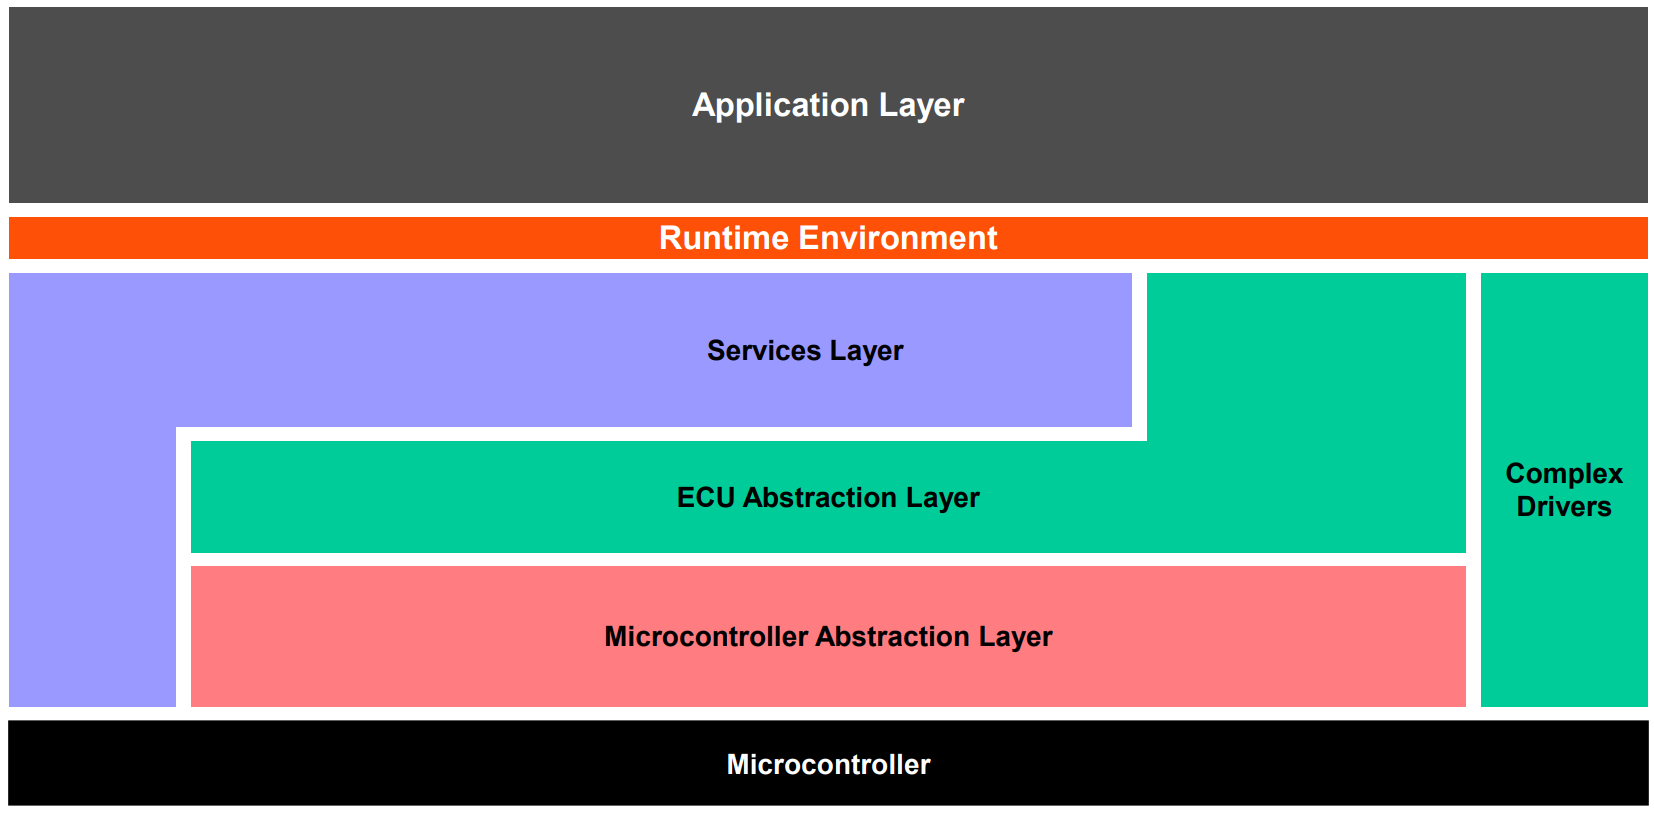 Application Layer
Runtime Environment
Services Layer
ECU Abstraction Layer
Complex
Drivers
Microcontroller Abstraction Layer
Microcontroller